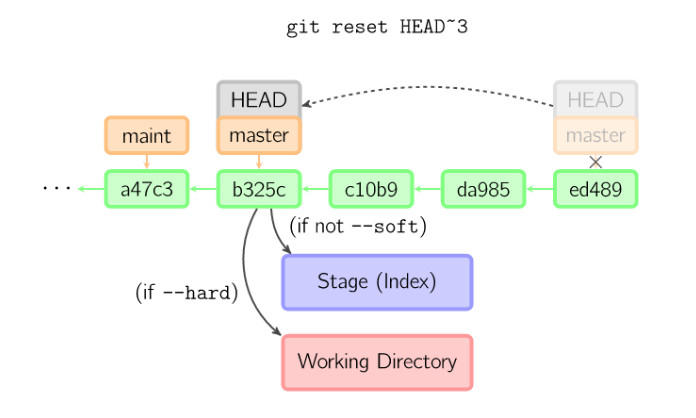 git reset HEAD~3
HEAD HEAD
maint master master
··· a47c3 b325c c10b9 da985 ed489
(if not --soft)
Stage (Index)
(if --hard)
Working Directory